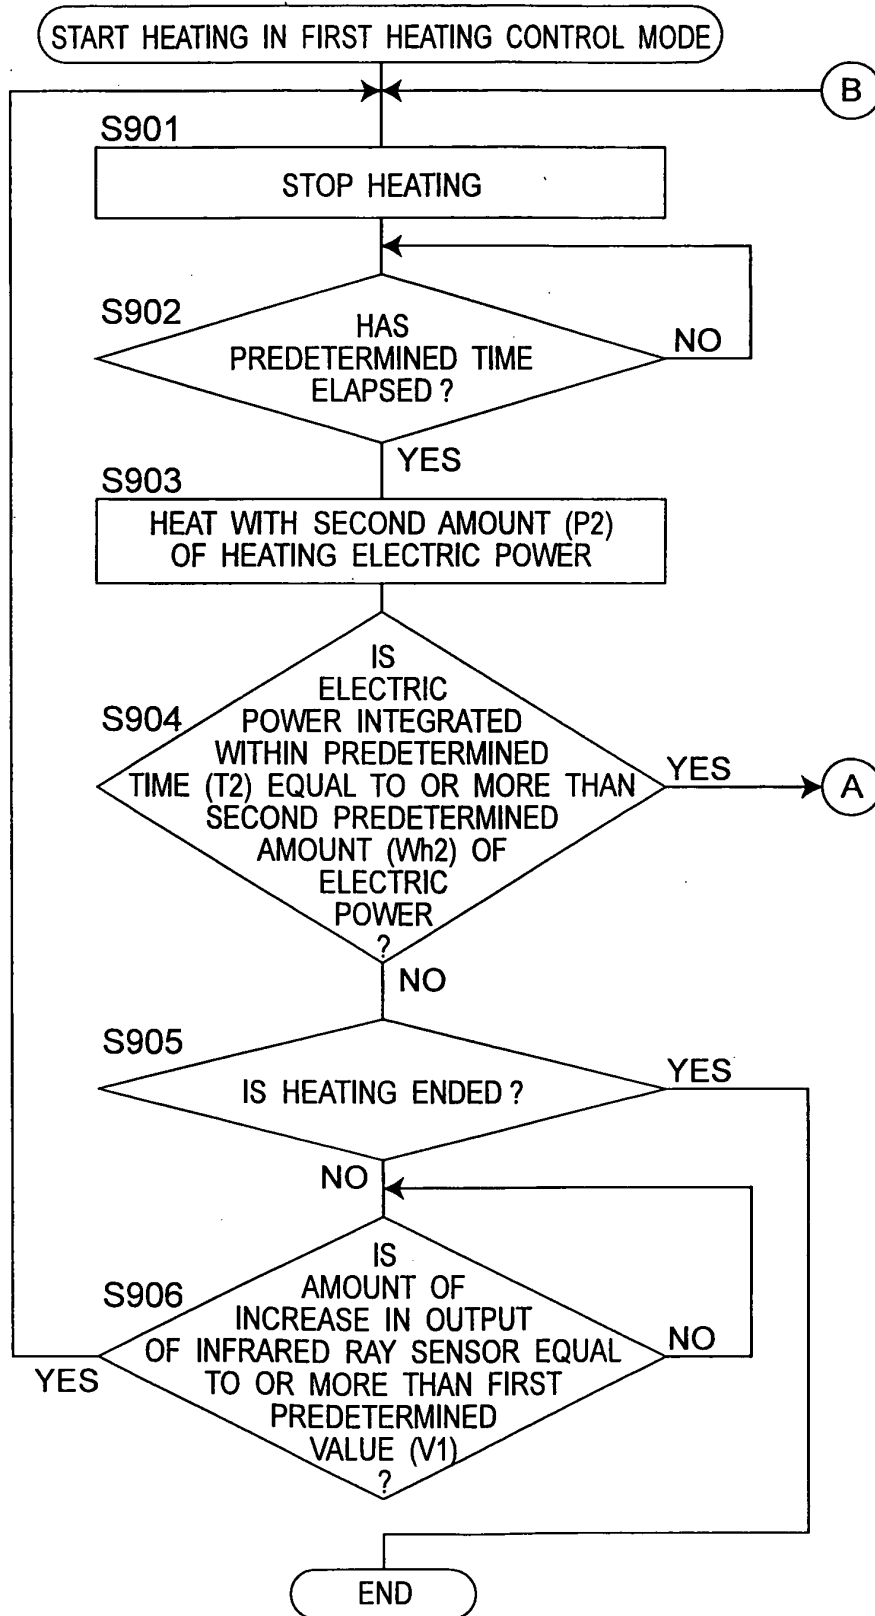 START HEATING IN FIRST HEATING CONTROL MODE
B
S901
STOP HEATING
S902
HAS
PREDETERMINED TIME
ELAPSED ?
NO
YES
S903
HEAT WITH SECOND AMOUNT (P2)
OF HEATING ELECTRIC POWER
S904
IS
ELECTRIC
POWER INTEGRATED
WITHIN PREDETERMINED
TIME (T2) EQUAL TO OR MORE THAN
SECOND PREDETERMINED
AMOUNT (Wh2) OF
ELECTRIC
POWER
?
YES
A
NO
S905
IS HEATING ENDED ?
YES
NO
S906
IS
AMOUNT OF
INCREASE IN OUTPUT
OF INFRARED RAY SENSOR EQUAL
TO OR MORE THAN FIRST
PREDETERMINED
VALUE (V1)
?
NO
YES
END